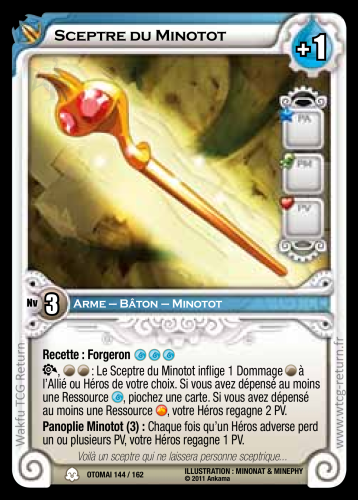 Sceptre du Minotot
+1
PA
PM
PV
Nv 3 Arme – Bâton – Minotot
Recette : Forgeron
, : Le Sceptre du Minotot inflige 1 Dommage à
l'Allié ou Héros de votre choix. Si vous avez dépensé au moins
une Ressource , piochez une carte. Si vous avez dépensé
au moins une Ressource , votre Héros regagne 2 PV.
Panoplie Minotot (3) : Chaque fois qu'un Héros adverse perd
un ou plusieurs PV, votre Héros regagne 1 PV.
Voilà un sceptre qui ne laissera personne sceptrique...
OTOMAI 144 / 162
ILLUSTRATION : MINONAT & MINEPHY
© 2011 Ankama
Wakfu TCG Return
www.wtcg-return.fr